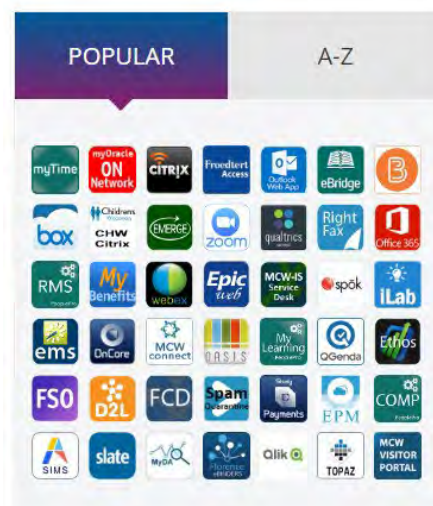 POPULAR A-Z
myTime
myOracle
ON
Network
CITRIX
Froedtert
Access
Outlook
Web App
eBridge
B
box
Childrens
CHW
Citrix
EMERGE
zoom
qualtrics
Right
Fax
Office 365
RMS
My
Benefits
webex
Epic
web
MCW-IS
Service
Desk
spōk
iLab
ems
OnCore
MCW
connect
OASIS
My
Learning
QGenda
Ethos
FSO
D2L
FCD
Spam
Quarantine
Study
Payments
EPM
COMP
SIMS
slate
MyDA
Florence
eBINDERS
Qlik
TOPAZ
MCW
VISITOR
PORTAL